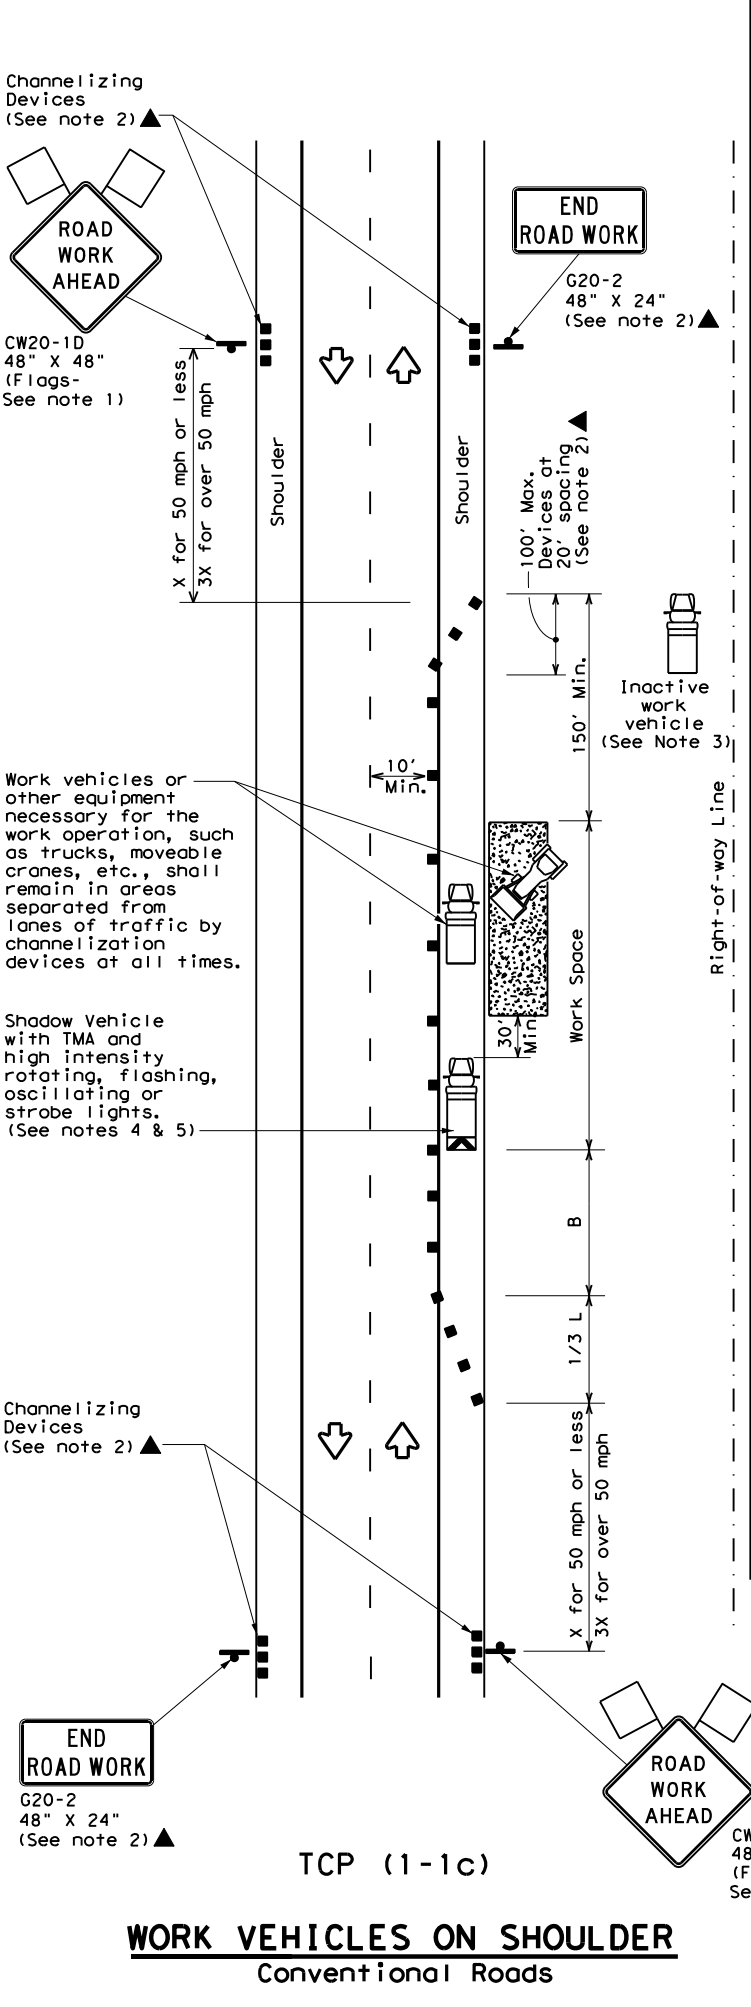 Channelizing
Devices
(See note 2)
ROAD
WORK
AHEAD
CW20-1D
48" X 48"
(Flags-
See note 1)
END
ROAD WORK
G20-2
48" X 24"
(See note 2)
X for 50 mph or less
3X for over 50 mph
Shoulder
Shoulder
100' Max.
Devices at
20' spacing
(See note 2)
150' Min.
Inactive
work
vehicle
(See Note 3)
Right-of-way Line
10'
Min.
Work vehicles or
other equipment
necessary for the
work operation, such
as trucks, moveable
cranes, etc., shall
remain in areas
separated from
lanes of traffic by
channelization
devices at all times.
Work Space
30'
Min.
Shadow Vehicle
with TMA and
high intensity
rotating, flashing,
oscillating or
strobe lights.
(See notes 4 & 5)
B
1/3 L
X for 50 mph or less
3X for over 50 mph
Channelizing
Devices
(See note 2)
END
ROAD WORK
G20-2
48" X 24"
(See note 2)
ROAD
WORK
AHEAD
CW
48
(F
Se
TCP (1-1c)
WORK VEHICLES ON SHOULDER
Conventional Roads